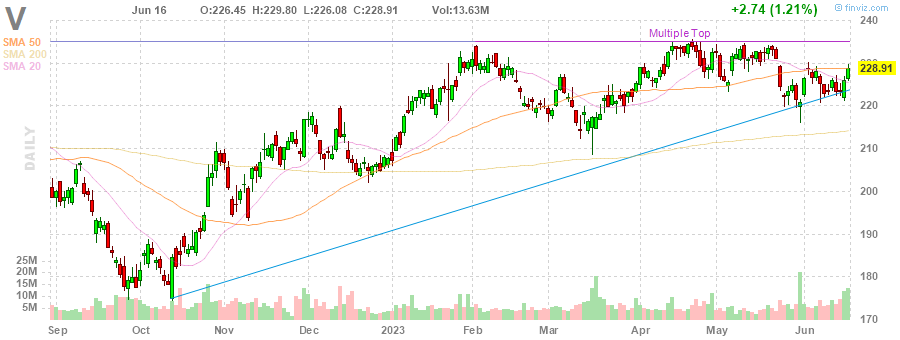 V
Jun 16 O:226.45 H:229.80 L:226.08 C:228.91 Vol:13.63M +2.74 (1.21%)
© finviz.com
SMA 50
SMA 200
SMA 20
Multiple Top
DAILY
240
230
228.91
220
210
200
190
180
170
25M
20M
15M
10M
5M
Sep Oct Nov Dec 2023 Feb Mar Apr May Jun